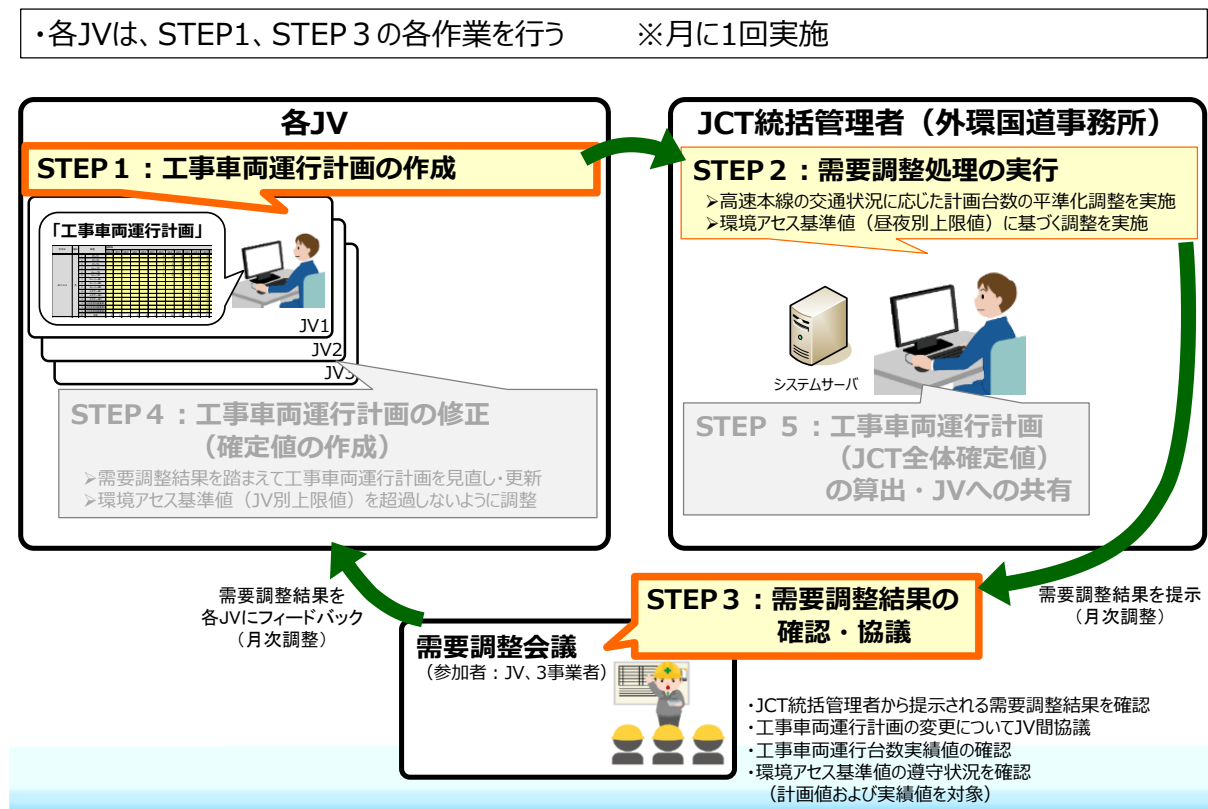 ・各JVは、STEP1、STEP３の各作業を行う　　※月に1回実施
各JV
STEP１：工事車両運行計画の作成
「工事車両運行計画」
JV1
JV2
JV3
STEP４：工事車両運行計画の修正
（確定値の作成）
➢需要調整結果を踏まえて工事車両運行計画を見直し・更新
➢環境アセス基準値（JV別上限値）を超過しないように調整
JCT統括管理者（外環国道事務所）
STEP２：需要調整処理の実行
➢高速本線の交通状況に応じた計画台数の平準化調整を実施
➢環境アセス基準値（昼夜別上限値）に基づく調整を実施
システムサーバ
STEP ５：工事車両運行計画
（JCT全体確定値）
の算出・JVへの共有
需要調整結果を
各JVにフィードバック
（月次調整）
STEP３：需要調整結果の
確認・協議
需要調整結果を提示
（月次調整）
需要調整会議
（参加者：JV、3事業者）
・JCT統括管理者から提示される需要調整結果を確認
・工事車両運行計画の変更についてJV間協議
・工事車両運行台数実績値の確認
・環境アセス基準値の遵守状況を確認
（計画値および実績値を対象）